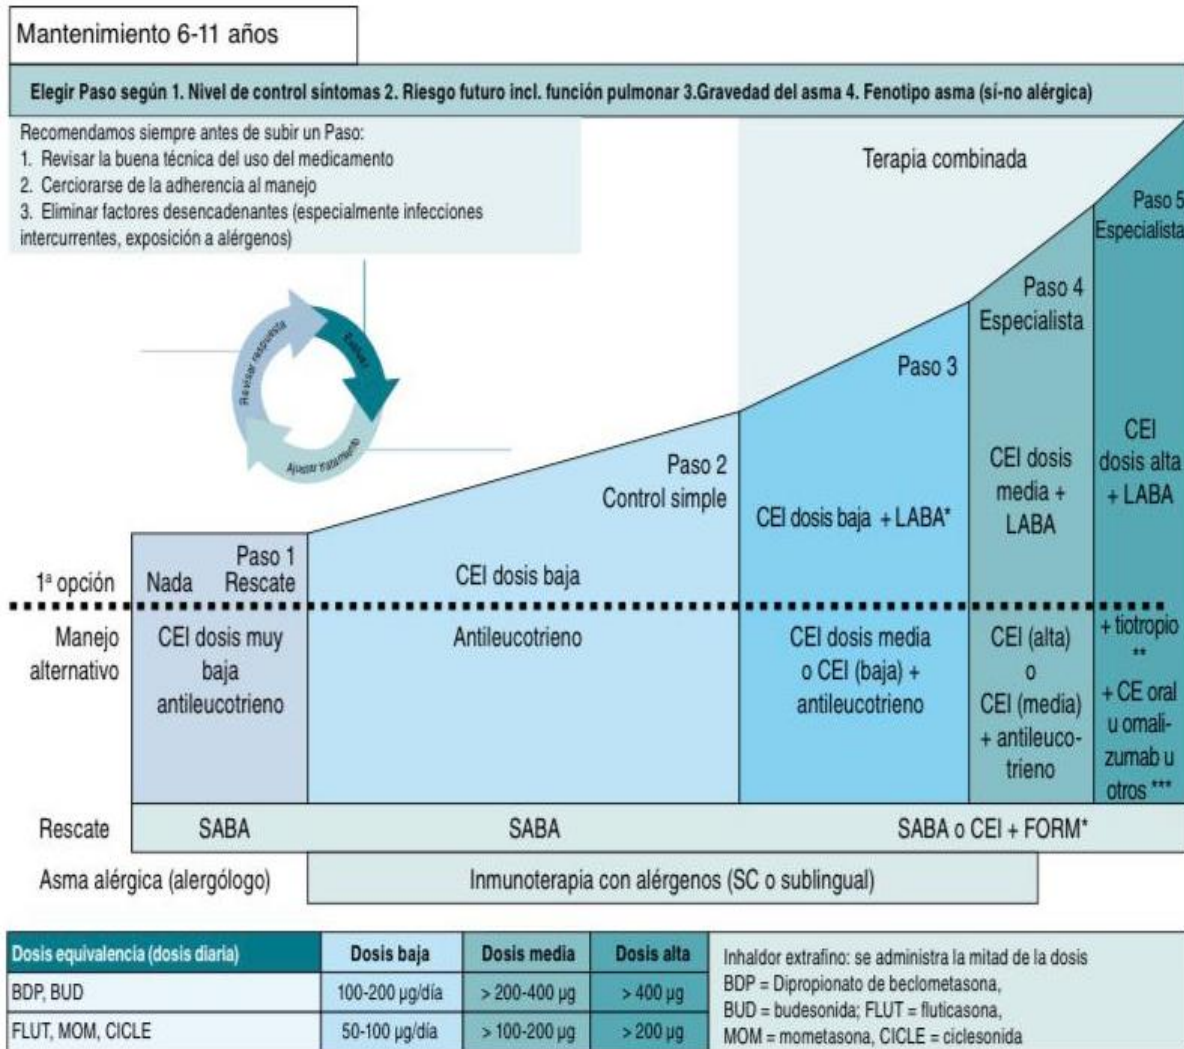 Mantenimiento 6-11 años
Elegir Paso según 1. Nivel de control síntomas 2. Riesgo futuro incl. función pulmonar 3.Gravedad del asma 4. Fenotipo asma (sí-no alérgica)
Recomendamos siempre antes de subir un Paso:
1. Revisar la buena técnica del uso del medicamento
2. Cerciorarse de la adherencia al manejo
3. Eliminar factores desencadenantes (especialmente infecciones
intercurrentes, exposición a alérgenos)
Terapia combinada
Revisar respuesta
Evaluar
Ajustar tratamiento
1ª opción
Paso 1
Nada Rescate
Paso 2
Control simple
CEI dosis baja
Paso 3
CEI dosis baja + LABA*
Paso 4
Especialista
CEI dosis
media +
LABA
Paso 5
Especialista
CEI
dosis alta
+ LABA
Manejo
alternativo
CEI dosis muy
baja
antileucotrieno
Antileucotrieno
CEI dosis media
o CEI (baja) +
antileucotrieno
CEI (alta)
o
CEI (media)
+ antileuco-
trieno
+ tiotropio
**
+ CE oral
u omali-
zumab u
otros ***
Rescate SABA SABA SABA o CEI + FORM*
Asma alérgica (alergólogo) Inmunoterapia con alérgenos (SC o sublingual)
Dosis equivalencia (dosis diaria) Dosis baja Dosis media Dosis alta
BDP, BUD 100-200 µg/día > 200-400 µg > 400 µg
FLUT, MOM, CICLE 50-100 µg/día > 100-200 µg > 200 µg
Inhaldor extrafino: se administra la mitad de la dosis
BDP = Dipropionato de beclometasona,
BUD = budesonida; FLUT = fluticasona,
MOM = mometasona, CICLE = ciclesonida